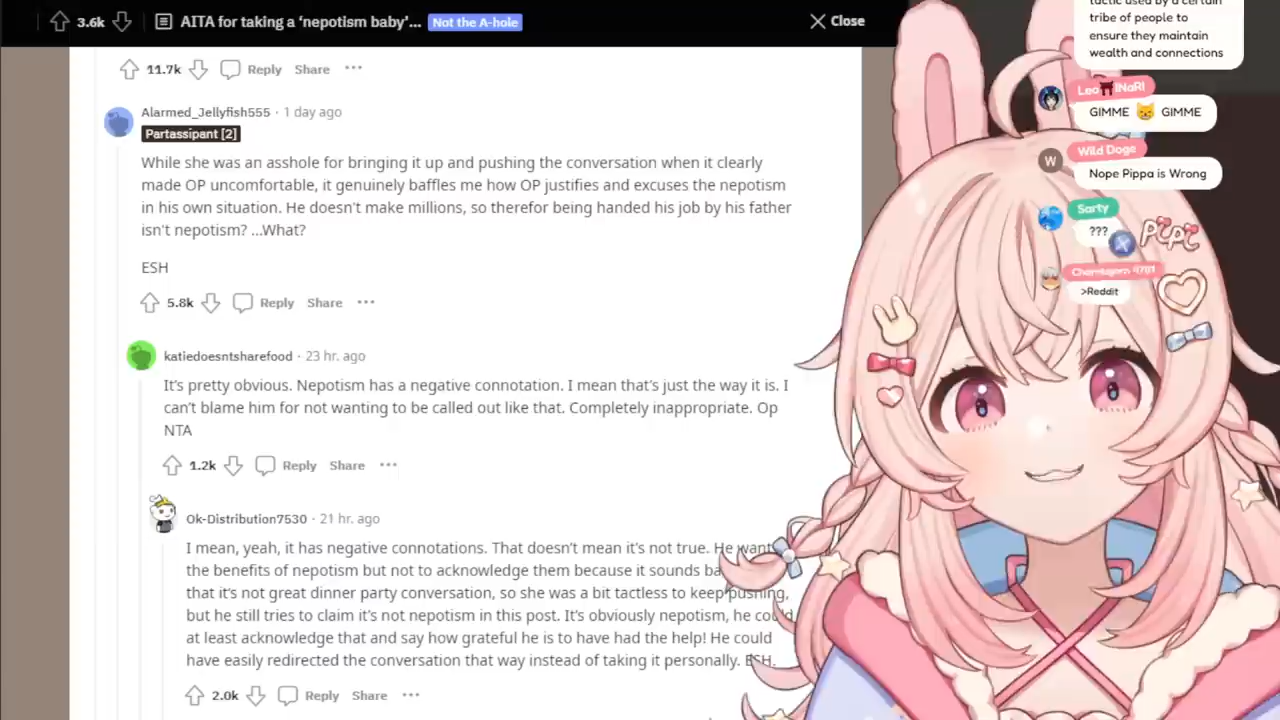 3.6k AITA for taking a ‘nepotism baby’... Not the A-hole Close
11.7k Reply Share ···
Alarmed_Jellyfish555 · 1 day ago
Partassipant [2]
While she was an asshole for bringing it up and pushing the conversation when it clearly
made OP uncomfortable, it genuinely baffles me how OP justifies and excuses the nepotism
in his own situation. He doesn't make millions, so therefor being handed his job by his father
isn't nepotism? ...What?
ESH
5.8k Reply Share ···
katiedoesntsharefood · 23 hr. ago
It’s pretty obvious. Nepotism has a negative connotation. I mean that’s just the way it is. I
can’t blame him for not wanting to be called out like that. Completely inappropriate. Op
NTA
1.2k Reply Share ···
Ok-Distribution7530 · 21 hr. ago
I mean, yeah, it has negative connotations. That doesn’t mean it’s not true. He want
the benefits of nepotism but not to acknowledge them because it sounds ba
that it’s not great dinner party conversation, so she was a bit tactless to keep pushing,
but he still tries to claim it’s not nepotism in this post. It’s obviously nepotism, he could
at least acknowledge that and say how grateful he is to have had the help! He could
have easily redirected the conversation that way instead of taking it personally. ESH.
2.0k Reply Share ···
tactic used by a certain
tribe of people to
ensure they maintain
wealth and connections
Leo INaRI
GIMME GIMME
W Wild Doge
Nope Pippa is Wrong
Sarty
???
PiPi
>Reddit